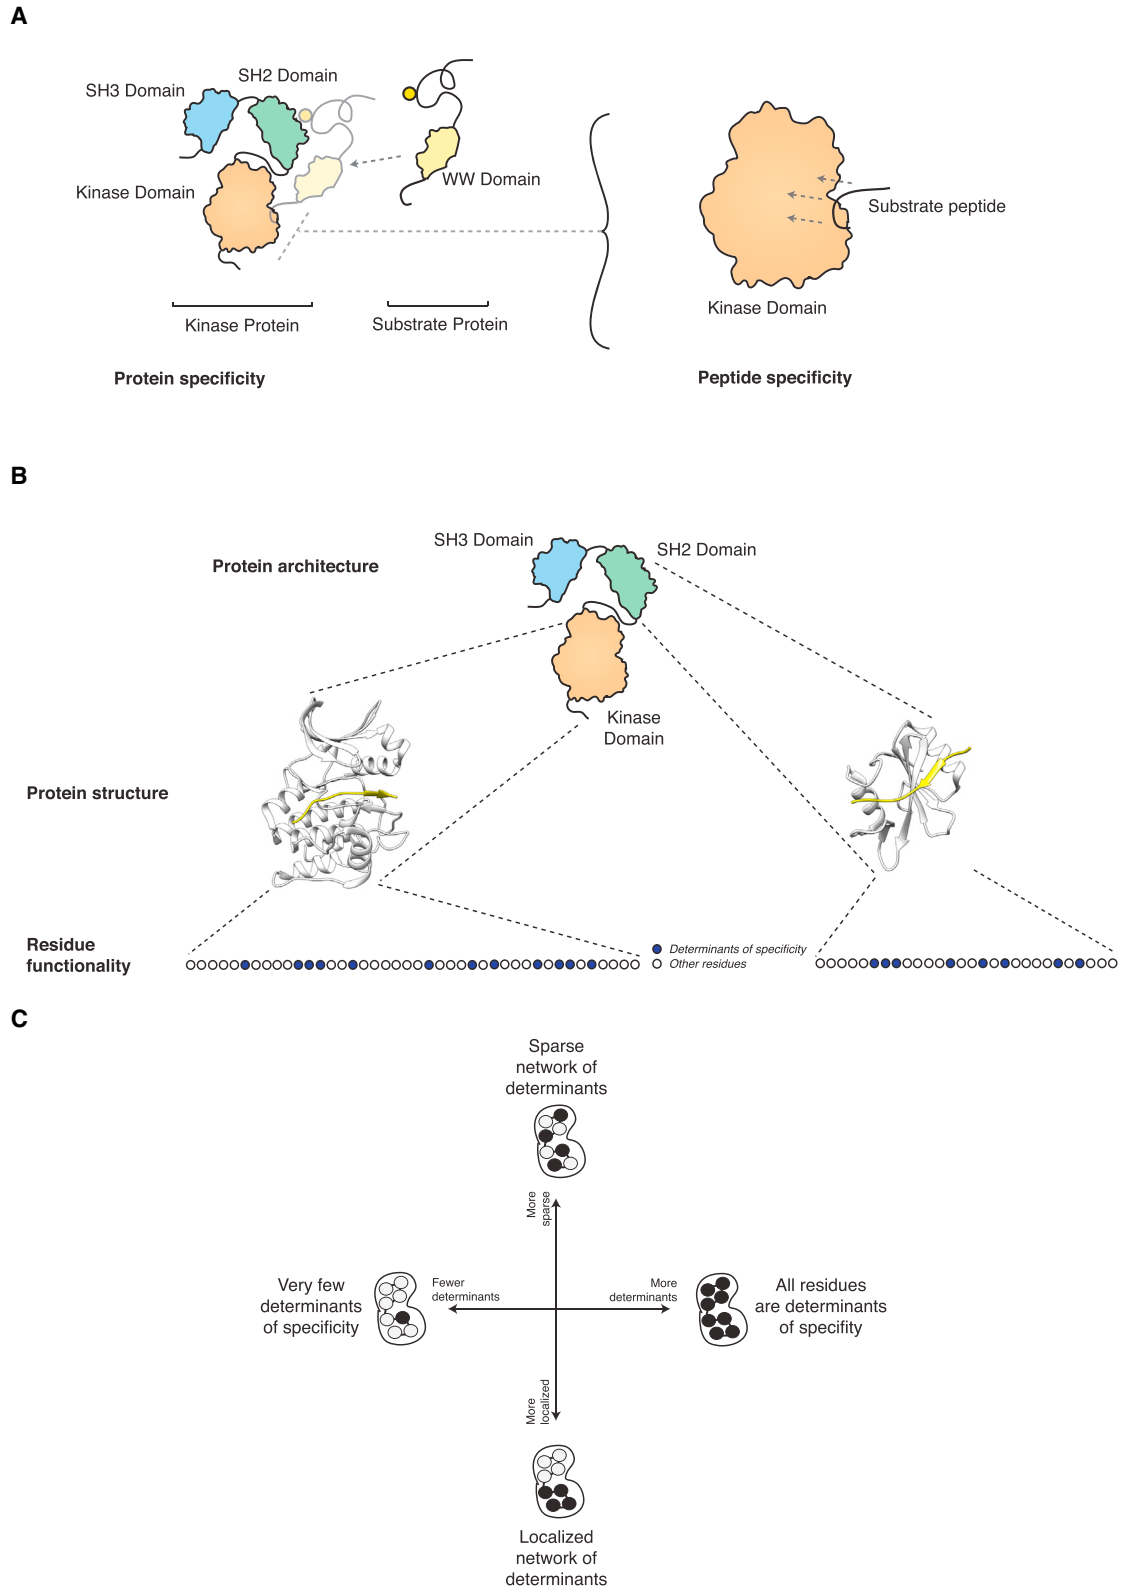 A
SH2 Domain
SH3 Domain
Kinase Domain
WW Domain
Substrate peptide
Kinase Domain
Kinase Protein
Substrate Protein
Protein specificity
Peptide specificity
B
SH3 Domain
SH2 Domain
Protein architecture
Kinase
Domain
Protein structure
Residue
functionality
Determinants of specificity
Other residues
C
Sparse
network of
determinants
More
sparse
Very few
determinants
of specificity
Fewer
determinants
More
determinants
All residues
are determinants
of specifity
More
localized
Localized
network of
determinants